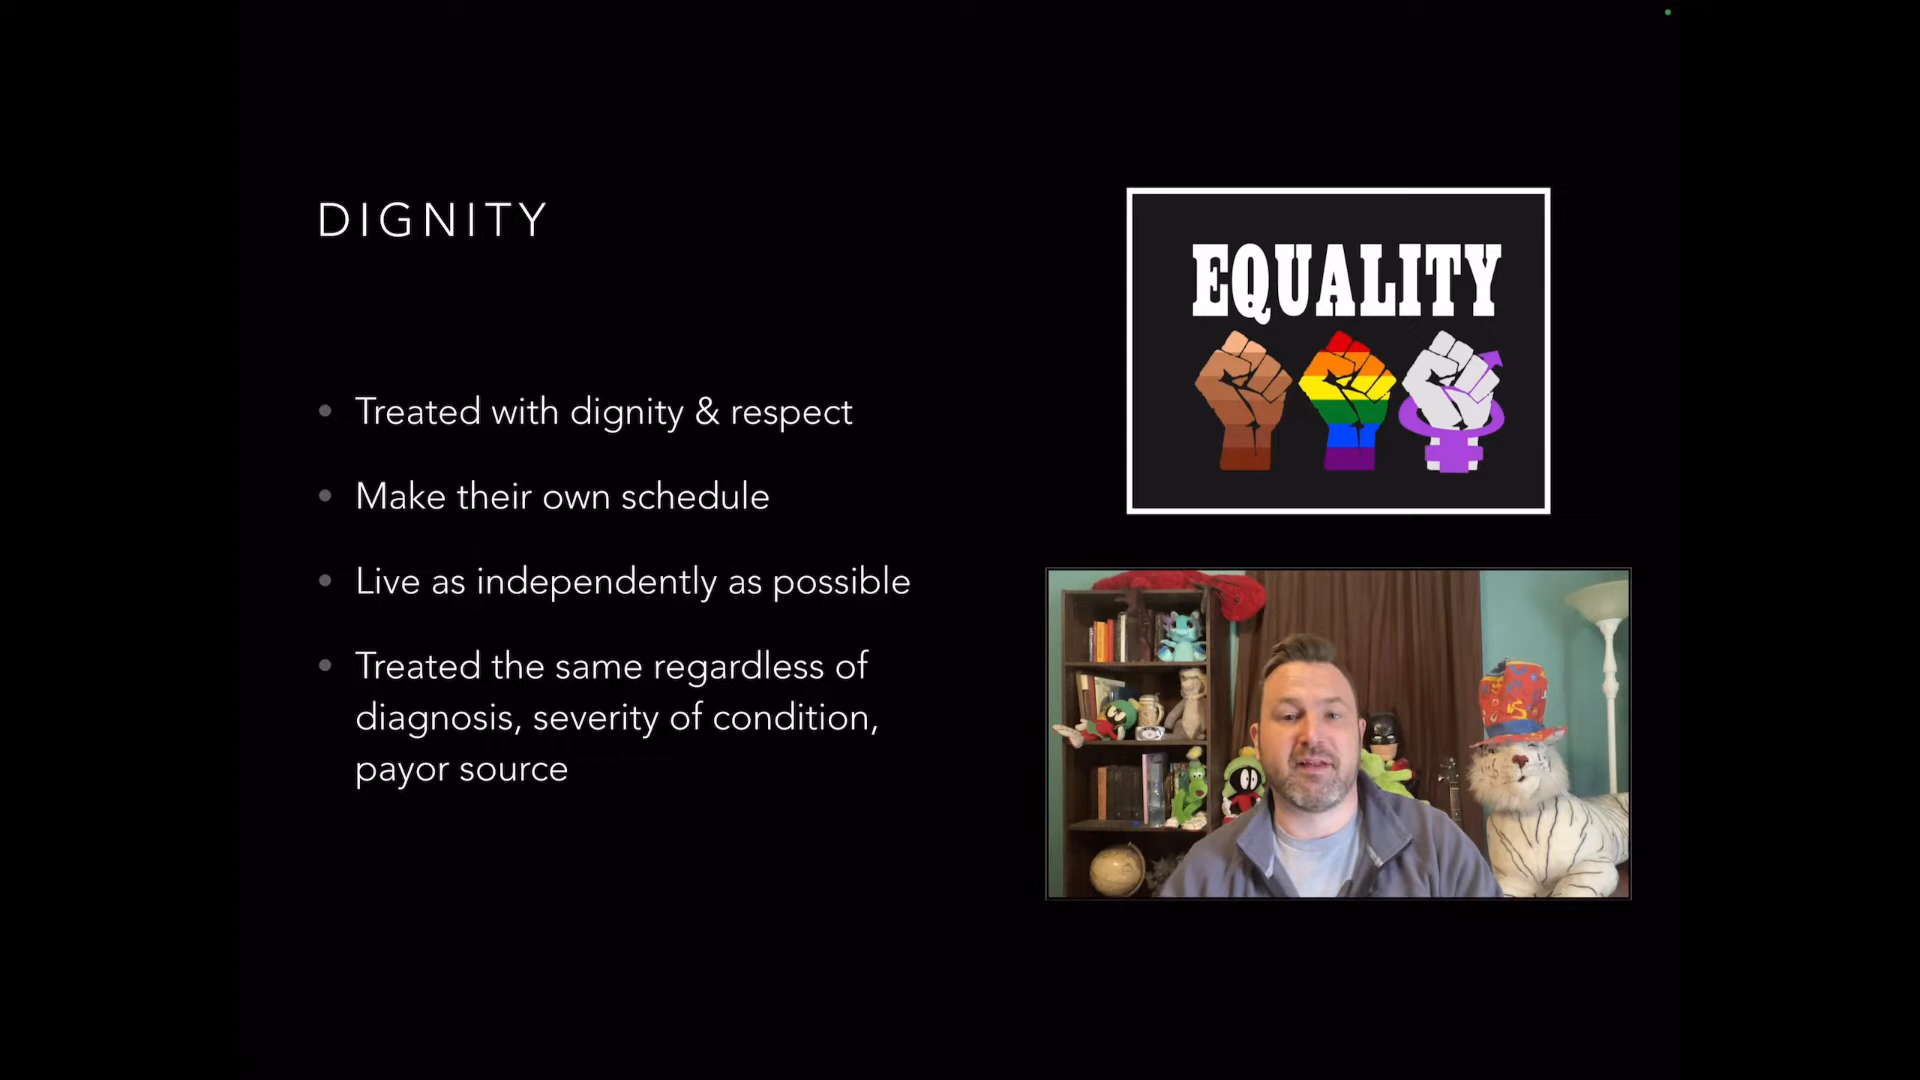 DIGNITY
• Treated with dignity & respect
• Make their own schedule
• Live as independently as possible
• Treated the same regardless of
diagnosis, severity of condition,
payor source
EQUALITY